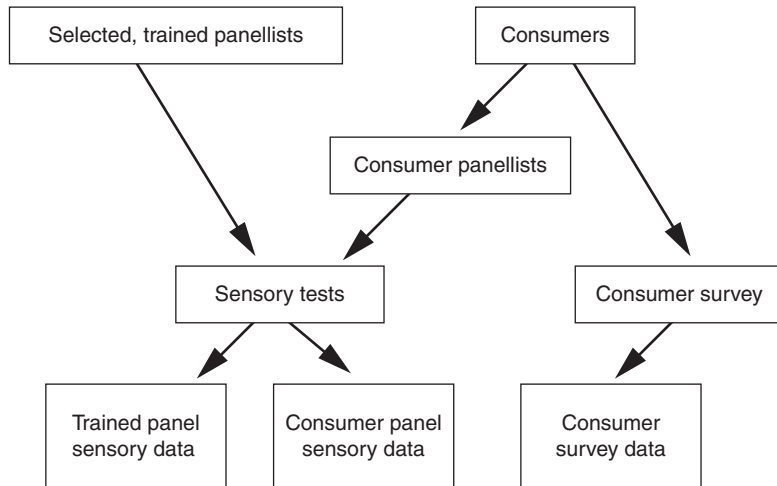 Selected, trained panellists
Consumers
Consumer panellists
Sensory tests
Consumer survey
Trained panel
sensory data
Consumer panel
sensory data
Consumer
survey data